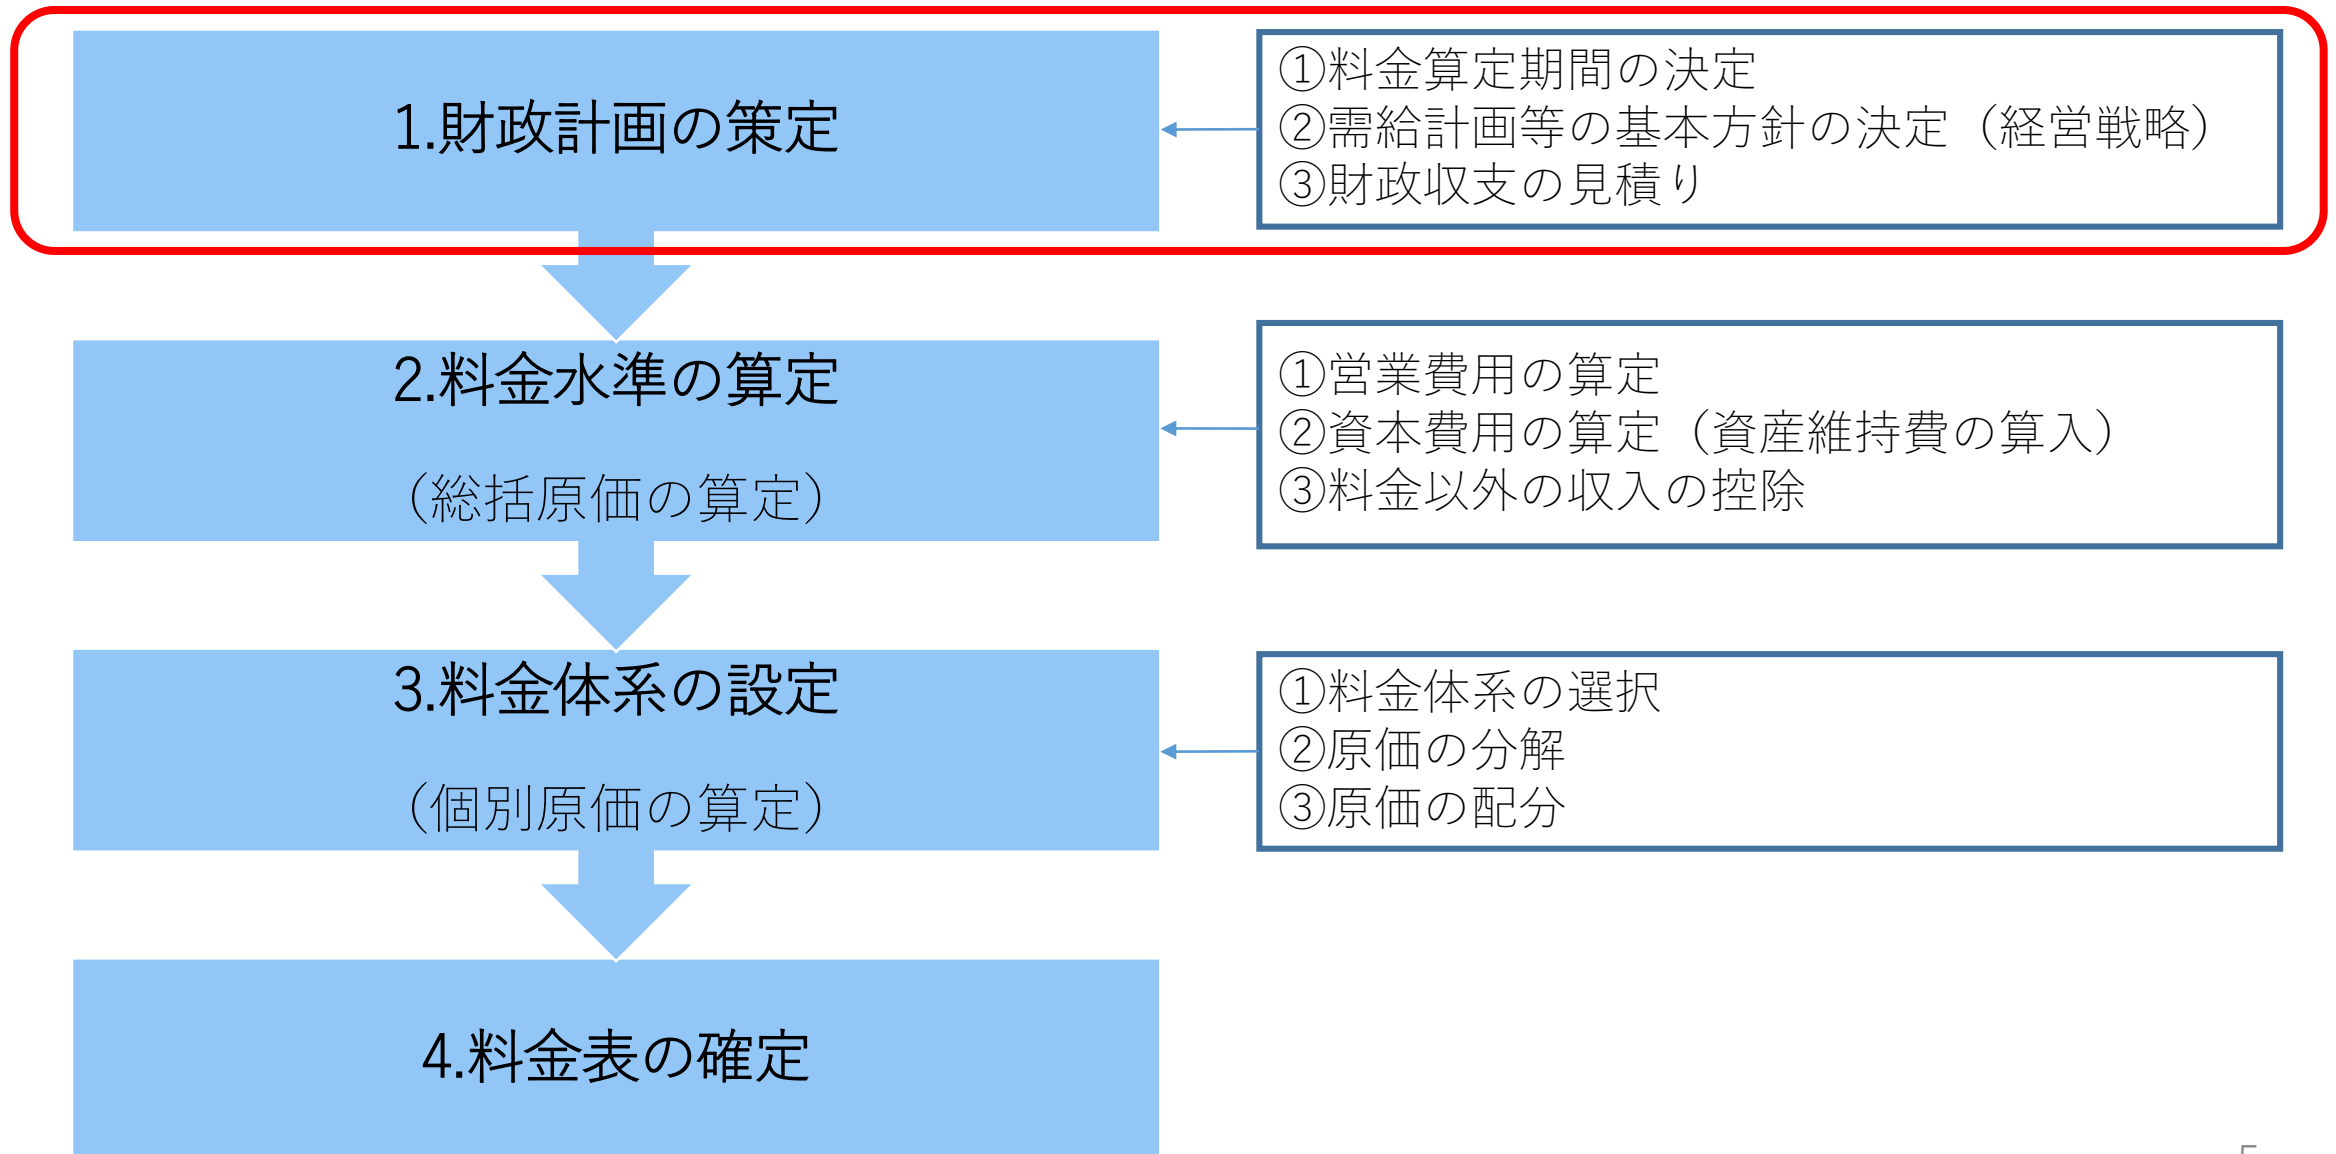 1.財政計画の策定
①料金算定期間の決定
②需給計画等の基本方針の決定（経営戦略）
③財政収支の見積り
2.料金水準の算定
（総括原価の算定）
①営業費用の算定
②資本費用の算定（資産維持費の算入）
③料金以外の収入の控除
3.料金体系の設定
（個別原価の算定）
①料金体系の選択
②原価の分解
③原価の配分
4.料金表の確定